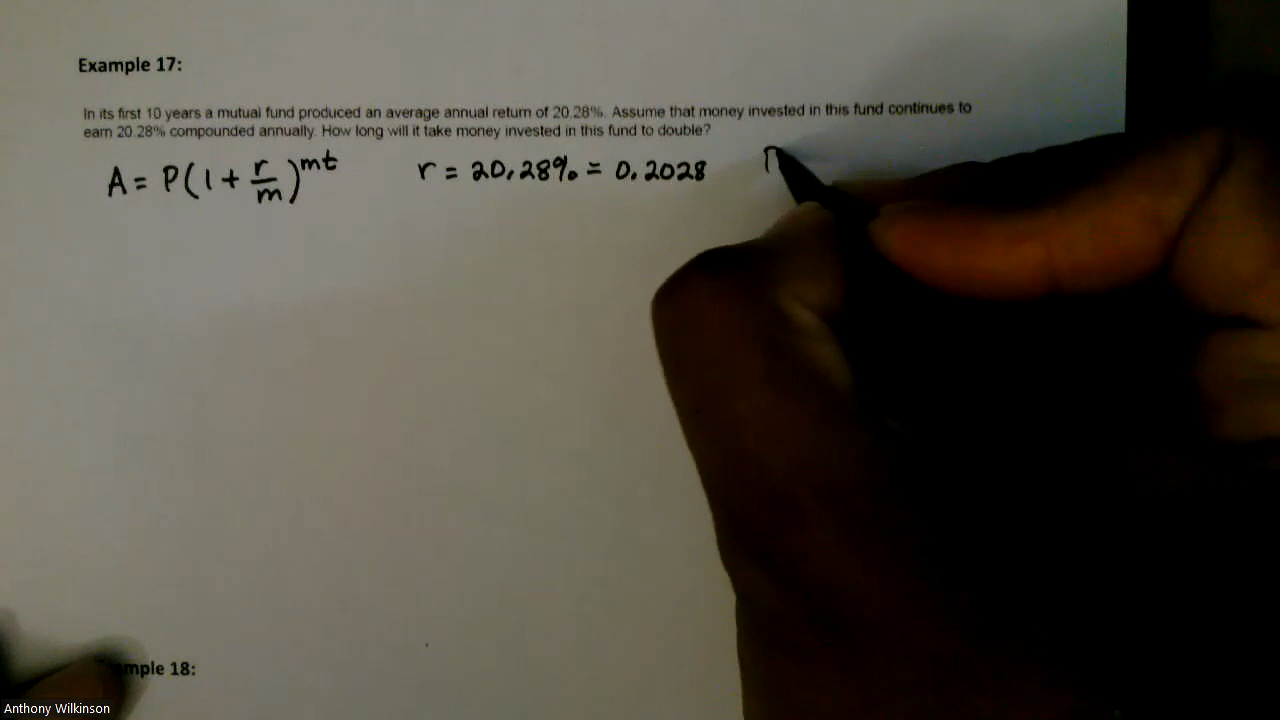 Example 17:
In its first 10 years a mutual fund produced an average annual return of 20.28%. Assume that money invested in this fund continues to
earn 20.28% compounded annually. How long will it take money invested in this fund to double?
A = P(1 + r/m)^mt r = 20.28% = 0.2028
mple 18:
Anthony Wilkinson